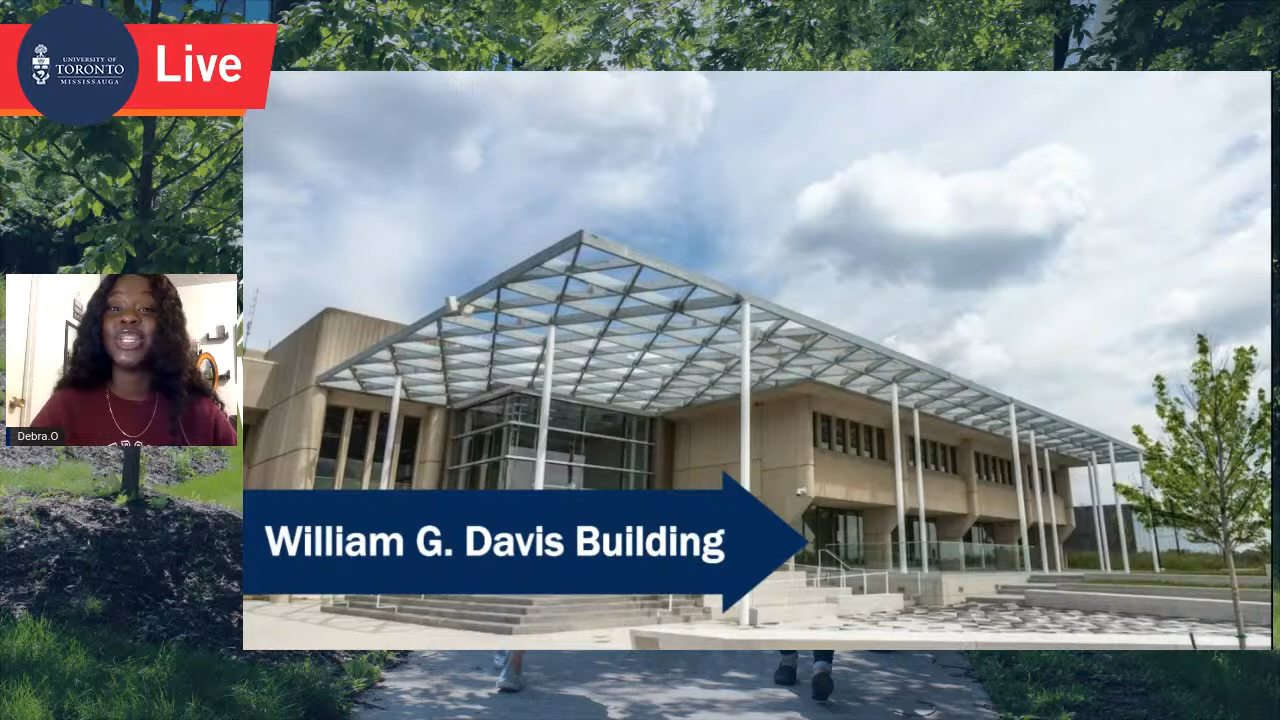 UNIVERSITY OF
TORONTO
MISSISSAUGA
Live
Debra.O
William G. Davis Building